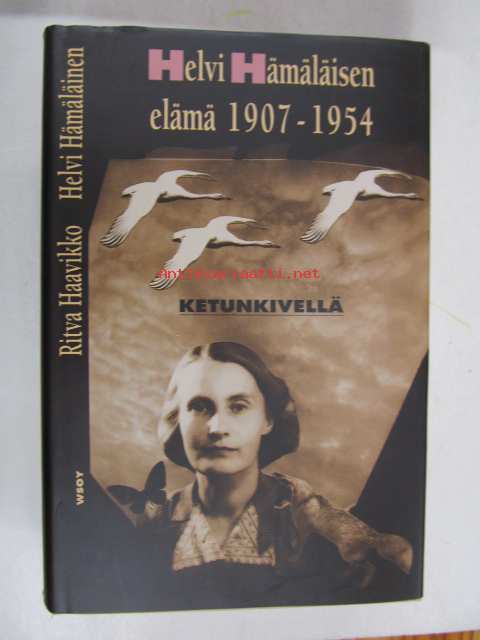 Helvi Hämäläisen
elämä 1907-1954
KETUNKIVELLÄ
Antikvariaatti.net
Ritva Haavikko Helvi Hämäläinen
WSOY